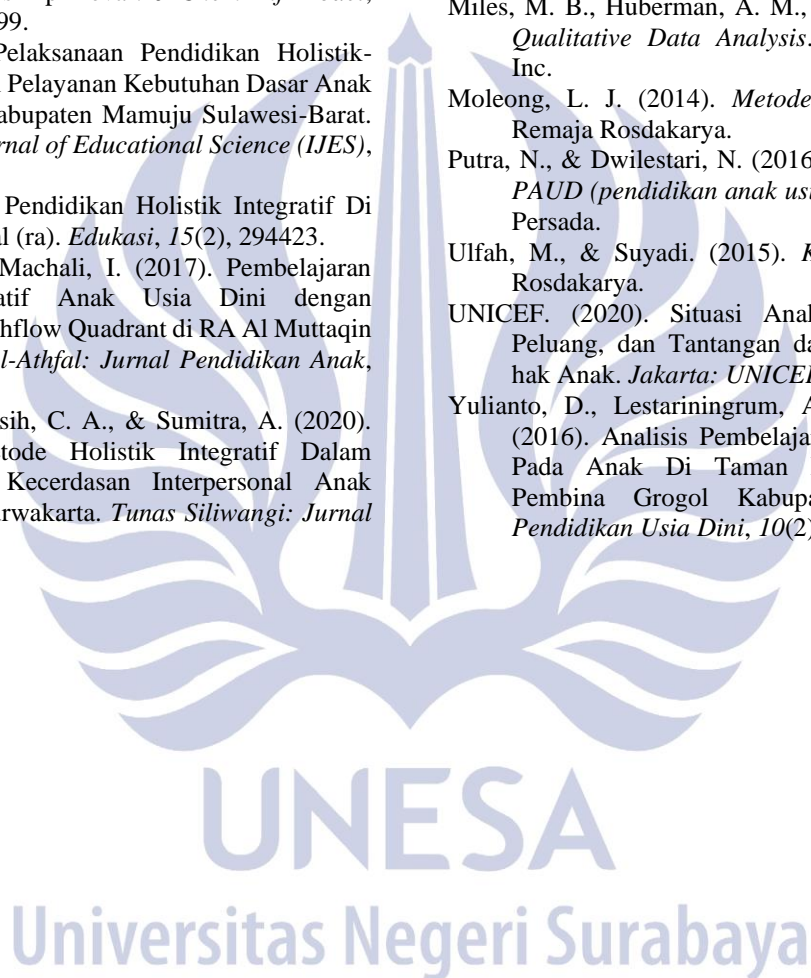 99.
Pelaksanaan Pendidikan Holistik-
Pelayanan Kebutuhan Dasar Anak
Kabupaten Mamuju Sulawesi-Barat.
rnal of Educational Science (IJES),
Pendidikan Holistik Integratif Di
al (ra). Edukasi, 15(2), 294423.
Machali, I. (2017). Pembelajaran
atif Anak Usia Dini dengan
hflow Quadrant di RA Al Muttaqin
l-Athfal: Jurnal Pendidikan Anak,
sih, C. A., & Sumitra, A. (2020).
tode Holistik Integratif Dalam
Kecerdasan Interpersonal Anak
urwakarta. Tunas Siliwangi: Jurnal
Miles, M. B., Huberman, A. M.,
Qualitative Data Analysis.
Inc.
Moleong, L. J. (2014). Metode
Remaja Rosdakarya.
Putra, N., & Dwilestari, N. (2016
PAUD (pendidikan anak usi
Persada.
Ulfah, M., & Suyadi. (2015). K
Rosdakarya.
UNICEF. (2020). Situasi Anak
Peluang, dan Tantangan da
hak Anak. Jakarta: UNICEF
Yulianto, D., Lestariningrum, A
(2016). Analisis Pembelaja
Pada Anak Di Taman
Pembina Grogol Kabupa
Pendidikan Usia Dini, 10(2)
UNESA
Universitas Negeri Surabaya